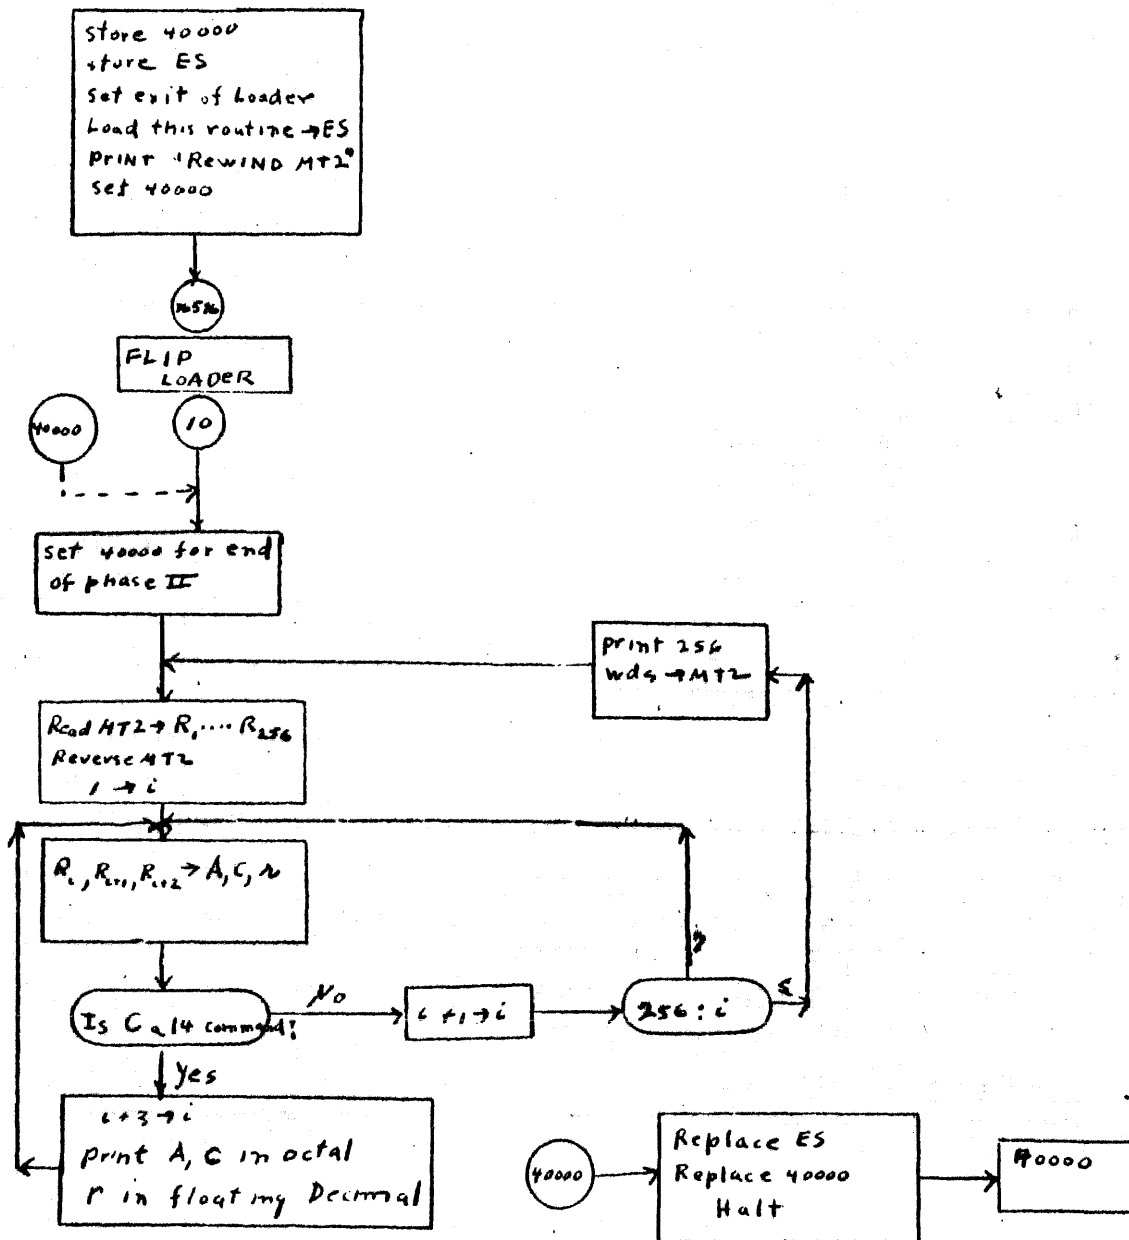 store 40000
store ES
set exit of Loader
Load this routine → ES
PRINT "REWIND MT2"
set 40000
FLIP
LOADER
40000
10
set 40000 for end
of phase II
print 256
wds → MT2
Read MT2 → R1, .... R256
Reverse MT2
1 → i
Ri, Ri+1, Ri+2 → A, C, r
Is C a 14 command?
No
i + 1 → i
256 : i
>
≤
Yes
i + 3 → i
print A, C in octal
r in floating Decimal
40000
Replace ES
Replace 40000
Halt
40000